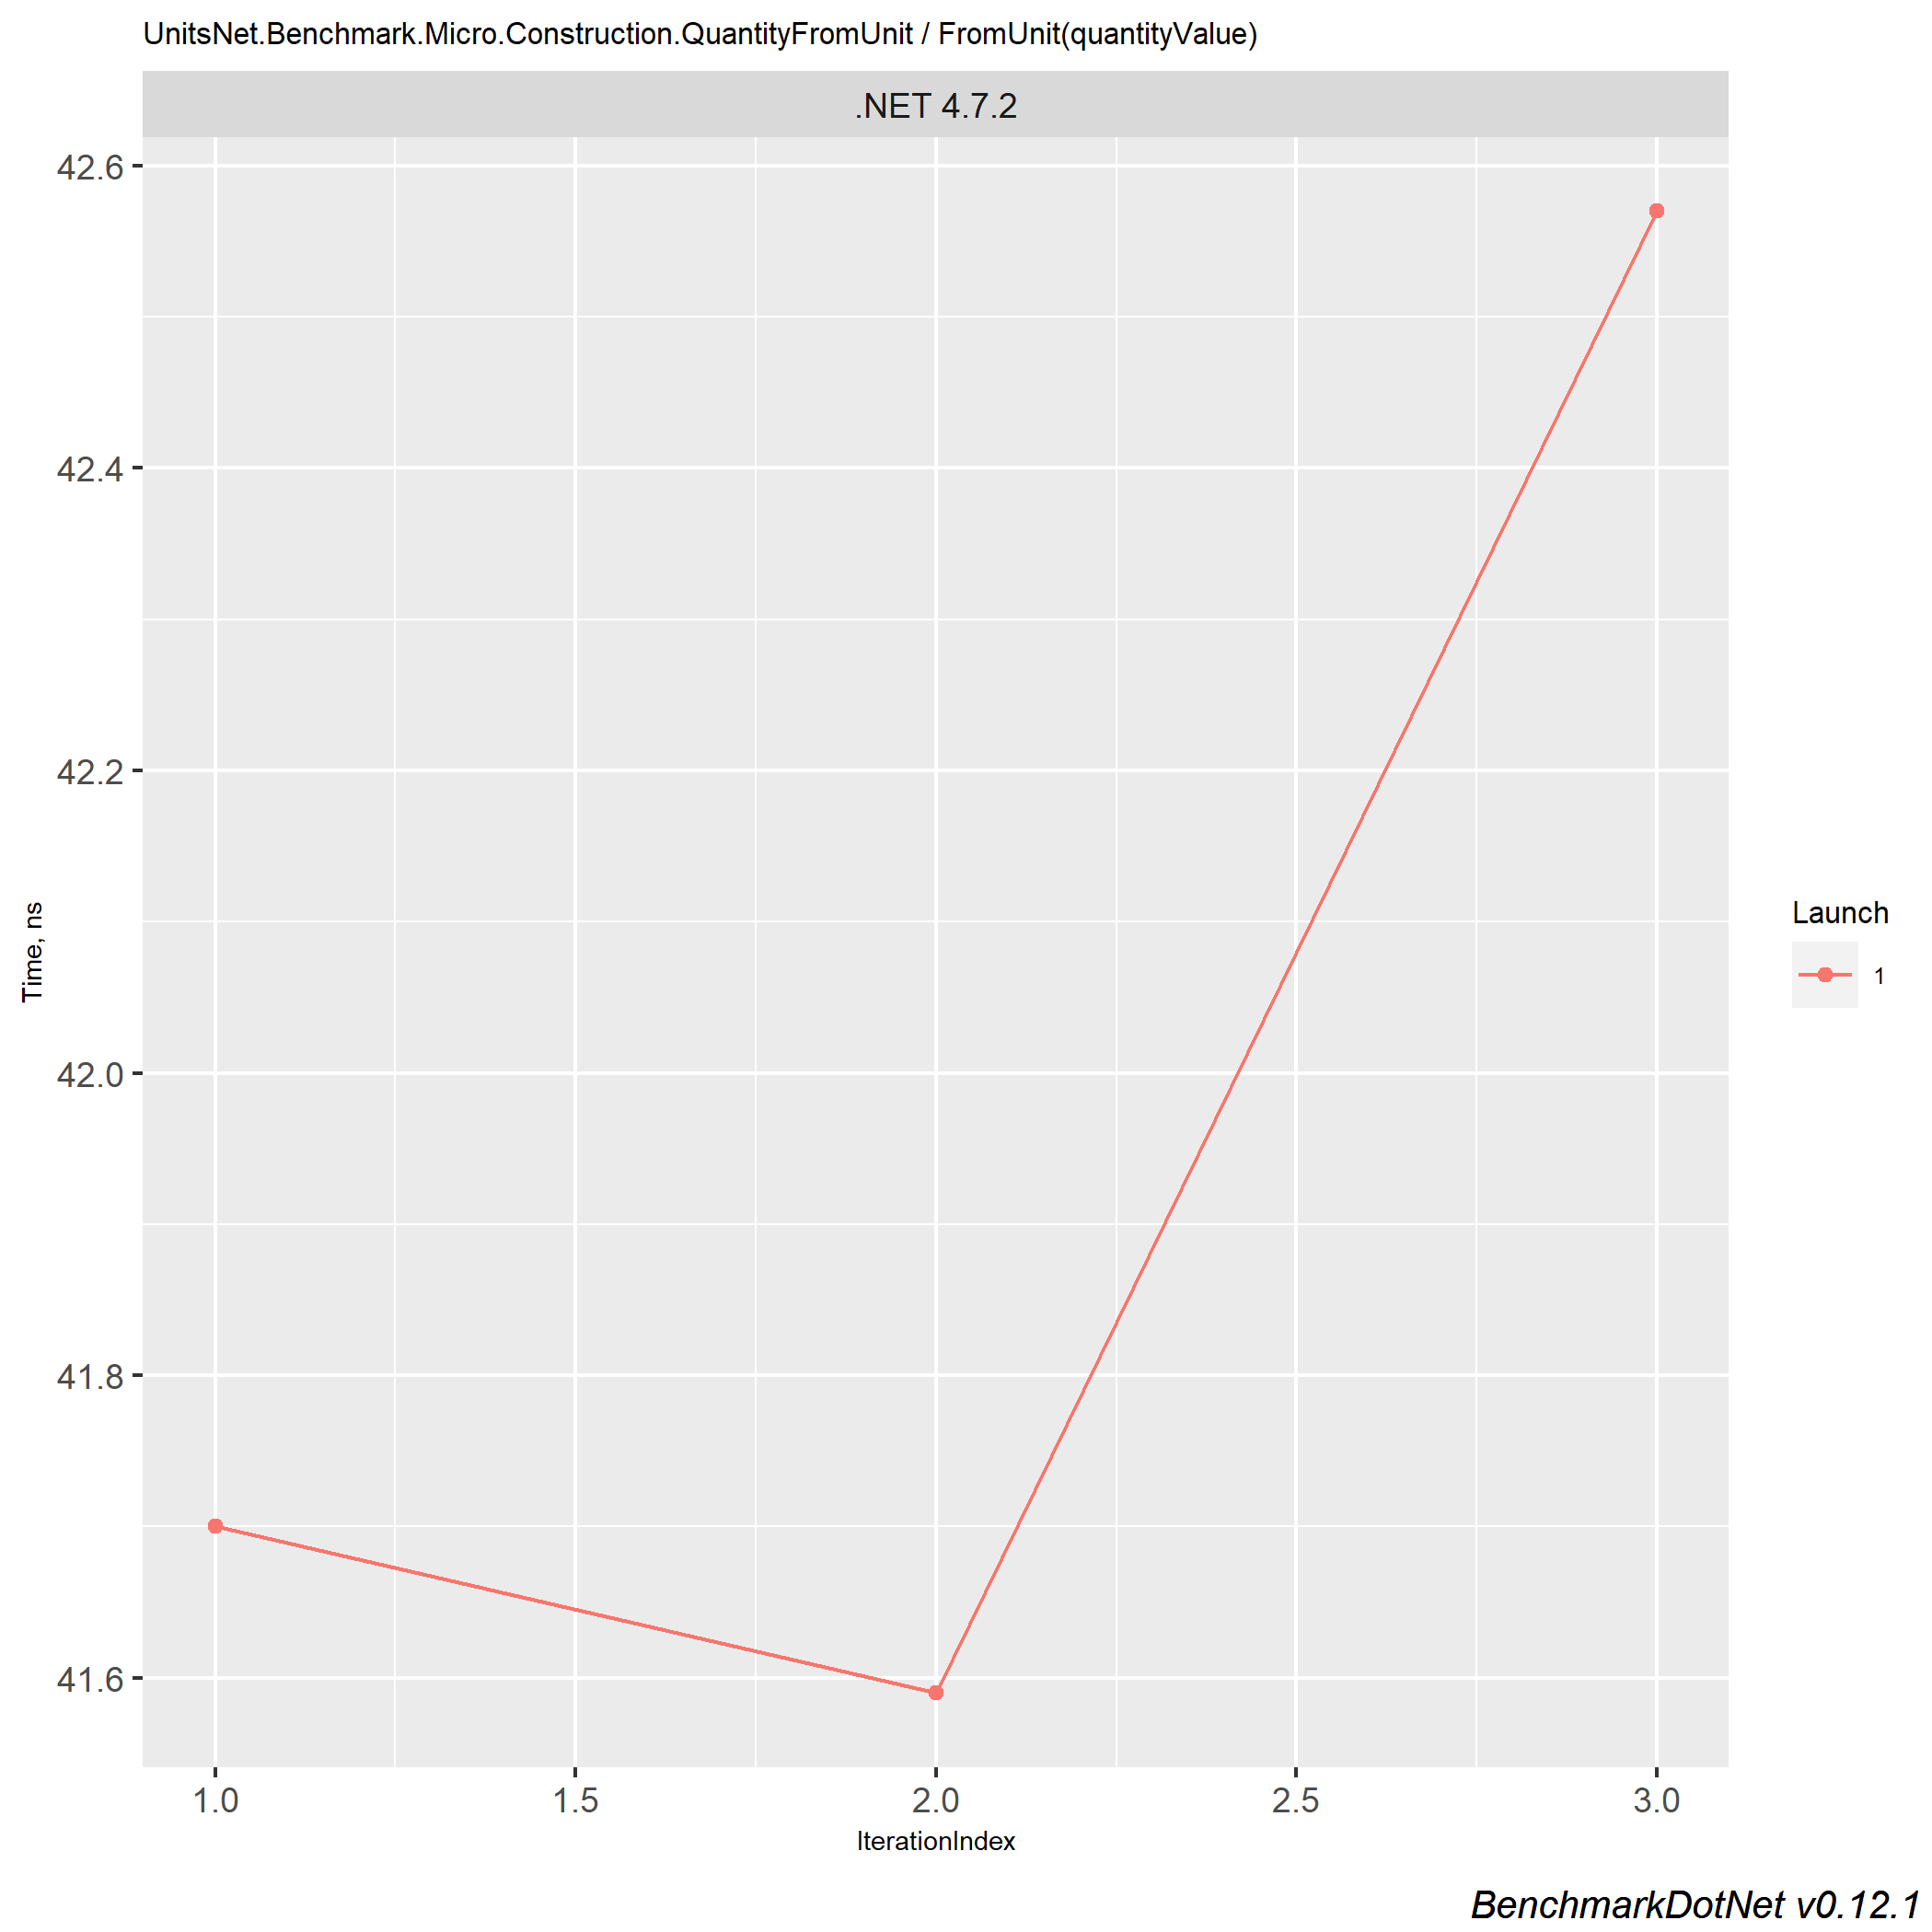 UnitsNet.Benchmark.Micro.Construction.QuantityFromUnit / FromUnit(quantityValue)
.NET 4.7.2
42.6
42.4
42.2
42.0
41.8
41.6
Time, ns
1.0 1.5 2.0 2.5 3.0
IterationIndex
Launch
1
BenchmarkDotNet v0.12.1